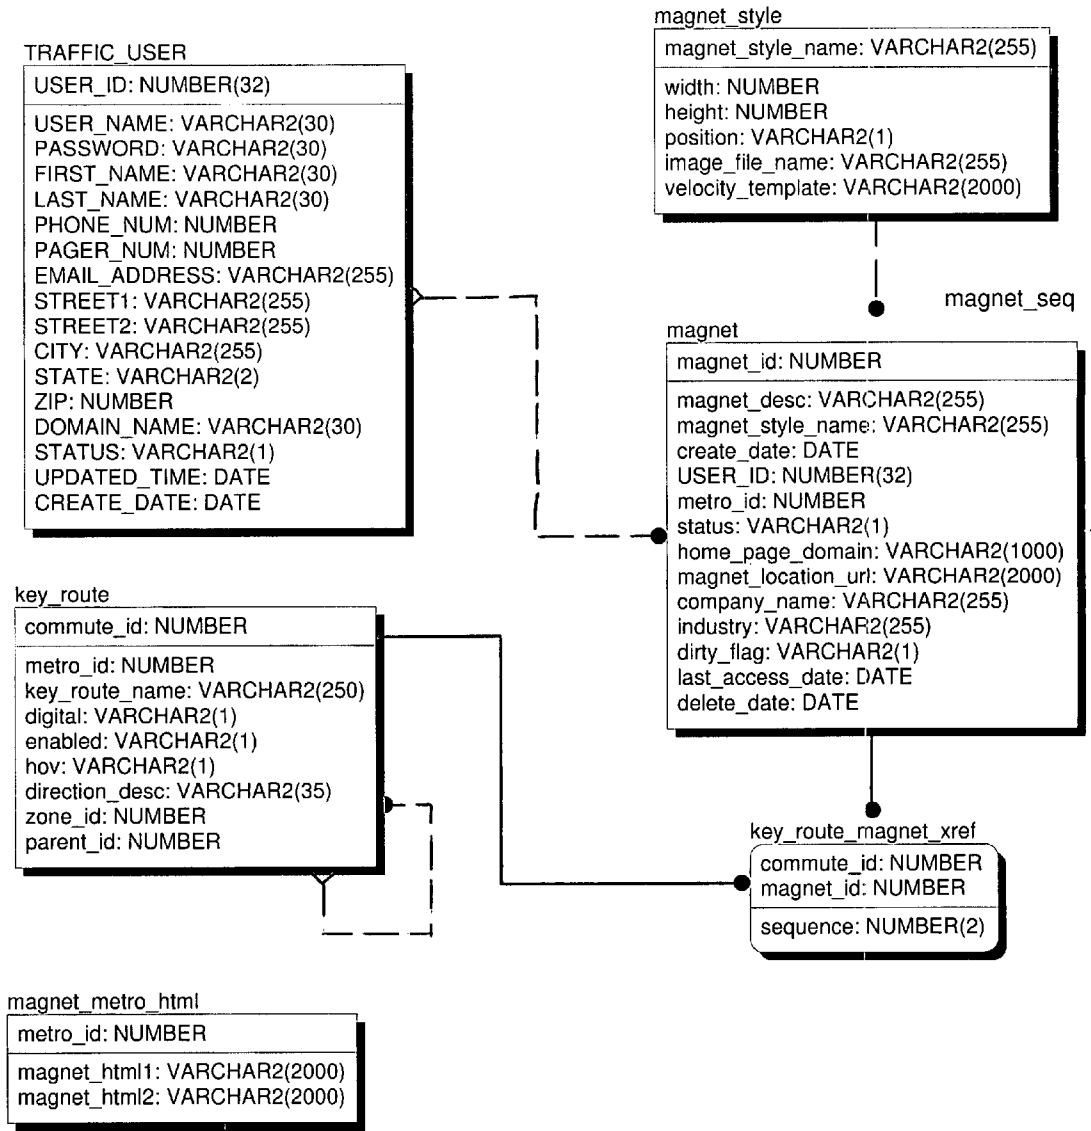 TRAFFIC_USER
USER_ID: NUMBER(32)
USER_NAME: VARCHAR2(30)
PASSWORD: VARCHAR2(30)
FIRST_NAME: VARCHAR2(30)
LAST_NAME: VARCHAR2(30)
PHONE_NUM: NUMBER
PAGER_NUM: NUMBER
EMAIL_ADDRESS: VARCHAR2(255)
STREET1: VARCHAR2(255)
STREET2: VARCHAR2(255)
CITY: VARCHAR2(255)
STATE: VARCHAR2(2)
ZIP: NUMBER
DOMAIN_NAME: VARCHAR2(30)
STATUS: VARCHAR2(1)
UPDATED_TIME: DATE
CREATE_DATE: DATE
magnet_style
magnet_style_name: VARCHAR2(255)
width: NUMBER
height: NUMBER
position: VARCHAR2(1)
image_file_name: VARCHAR2(255)
velocity_template: VARCHAR2(2000)
magnet_seq
magnet
magnet_id: NUMBER
magnet_desc: VARCHAR2(255)
magnet_style_name: VARCHAR2(255)
create_date: DATE
USER_ID: NUMBER(32)
metro_id: NUMBER
status: VARCHAR2(1)
home_page_domain: VARCHAR2(1000)
magnet_location_url: VARCHAR2(2000)
company_name: VARCHAR2(255)
industry: VARCHAR2(255)
dirty_flag: VARCHAR2(1)
last_access_date: DATE
delete_date: DATE
key_route
commute_id: NUMBER
metro_id: NUMBER
key_route_name: VARCHAR2(250)
digital: VARCHAR2(1)
enabled: VARCHAR2(1)
hov: VARCHAR2(1)
direction_desc: VARCHAR2(35)
zone_id: NUMBER
parent_id: NUMBER
key_route_magnet_xref
commute_id: NUMBER
magnet_id: NUMBER
sequence: NUMBER(2)
magnet_metro_html
metro_id: NUMBER
magnet_html1: VARCHAR2(2000)
magnet_html2: VARCHAR2(2000)